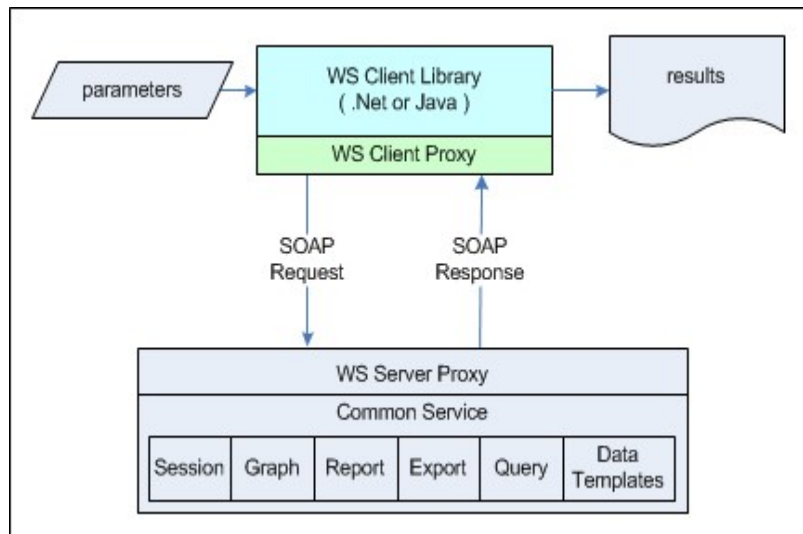 parameters
WS Client Library
( .Net or Java )
results
WS Client Proxy
SOAP
Request
SOAP
Response
WS Server Proxy
Common Service
Session
Graph
Report
Export
Query
Data
Templates